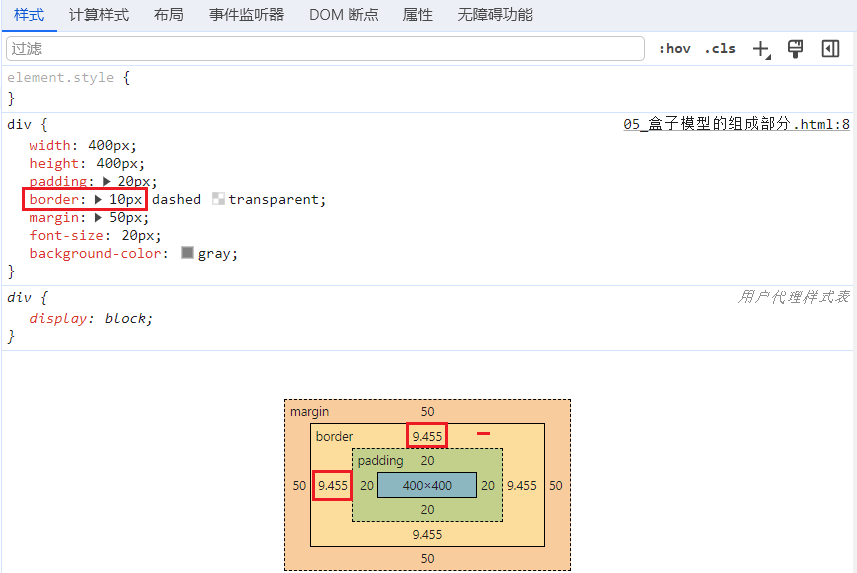 样式 计算样式 布局 事件监听器 DOM 断点 属性 无障碍功能
过滤 :hov .cls
element.style {
}
div { 05_盒子模型的组成部分.html:8
width: 400px;
height: 400px;
padding: 20px;
border: 10px dashed transparent;
margin: 50px;
font-size: 20px;
background-color: gray;
}
div { 用户代理样式表
display: block;
}
margin 50
border 9.455
padding 20
50 9.455 20 400×400 20 9.455 50
20
9.455
50